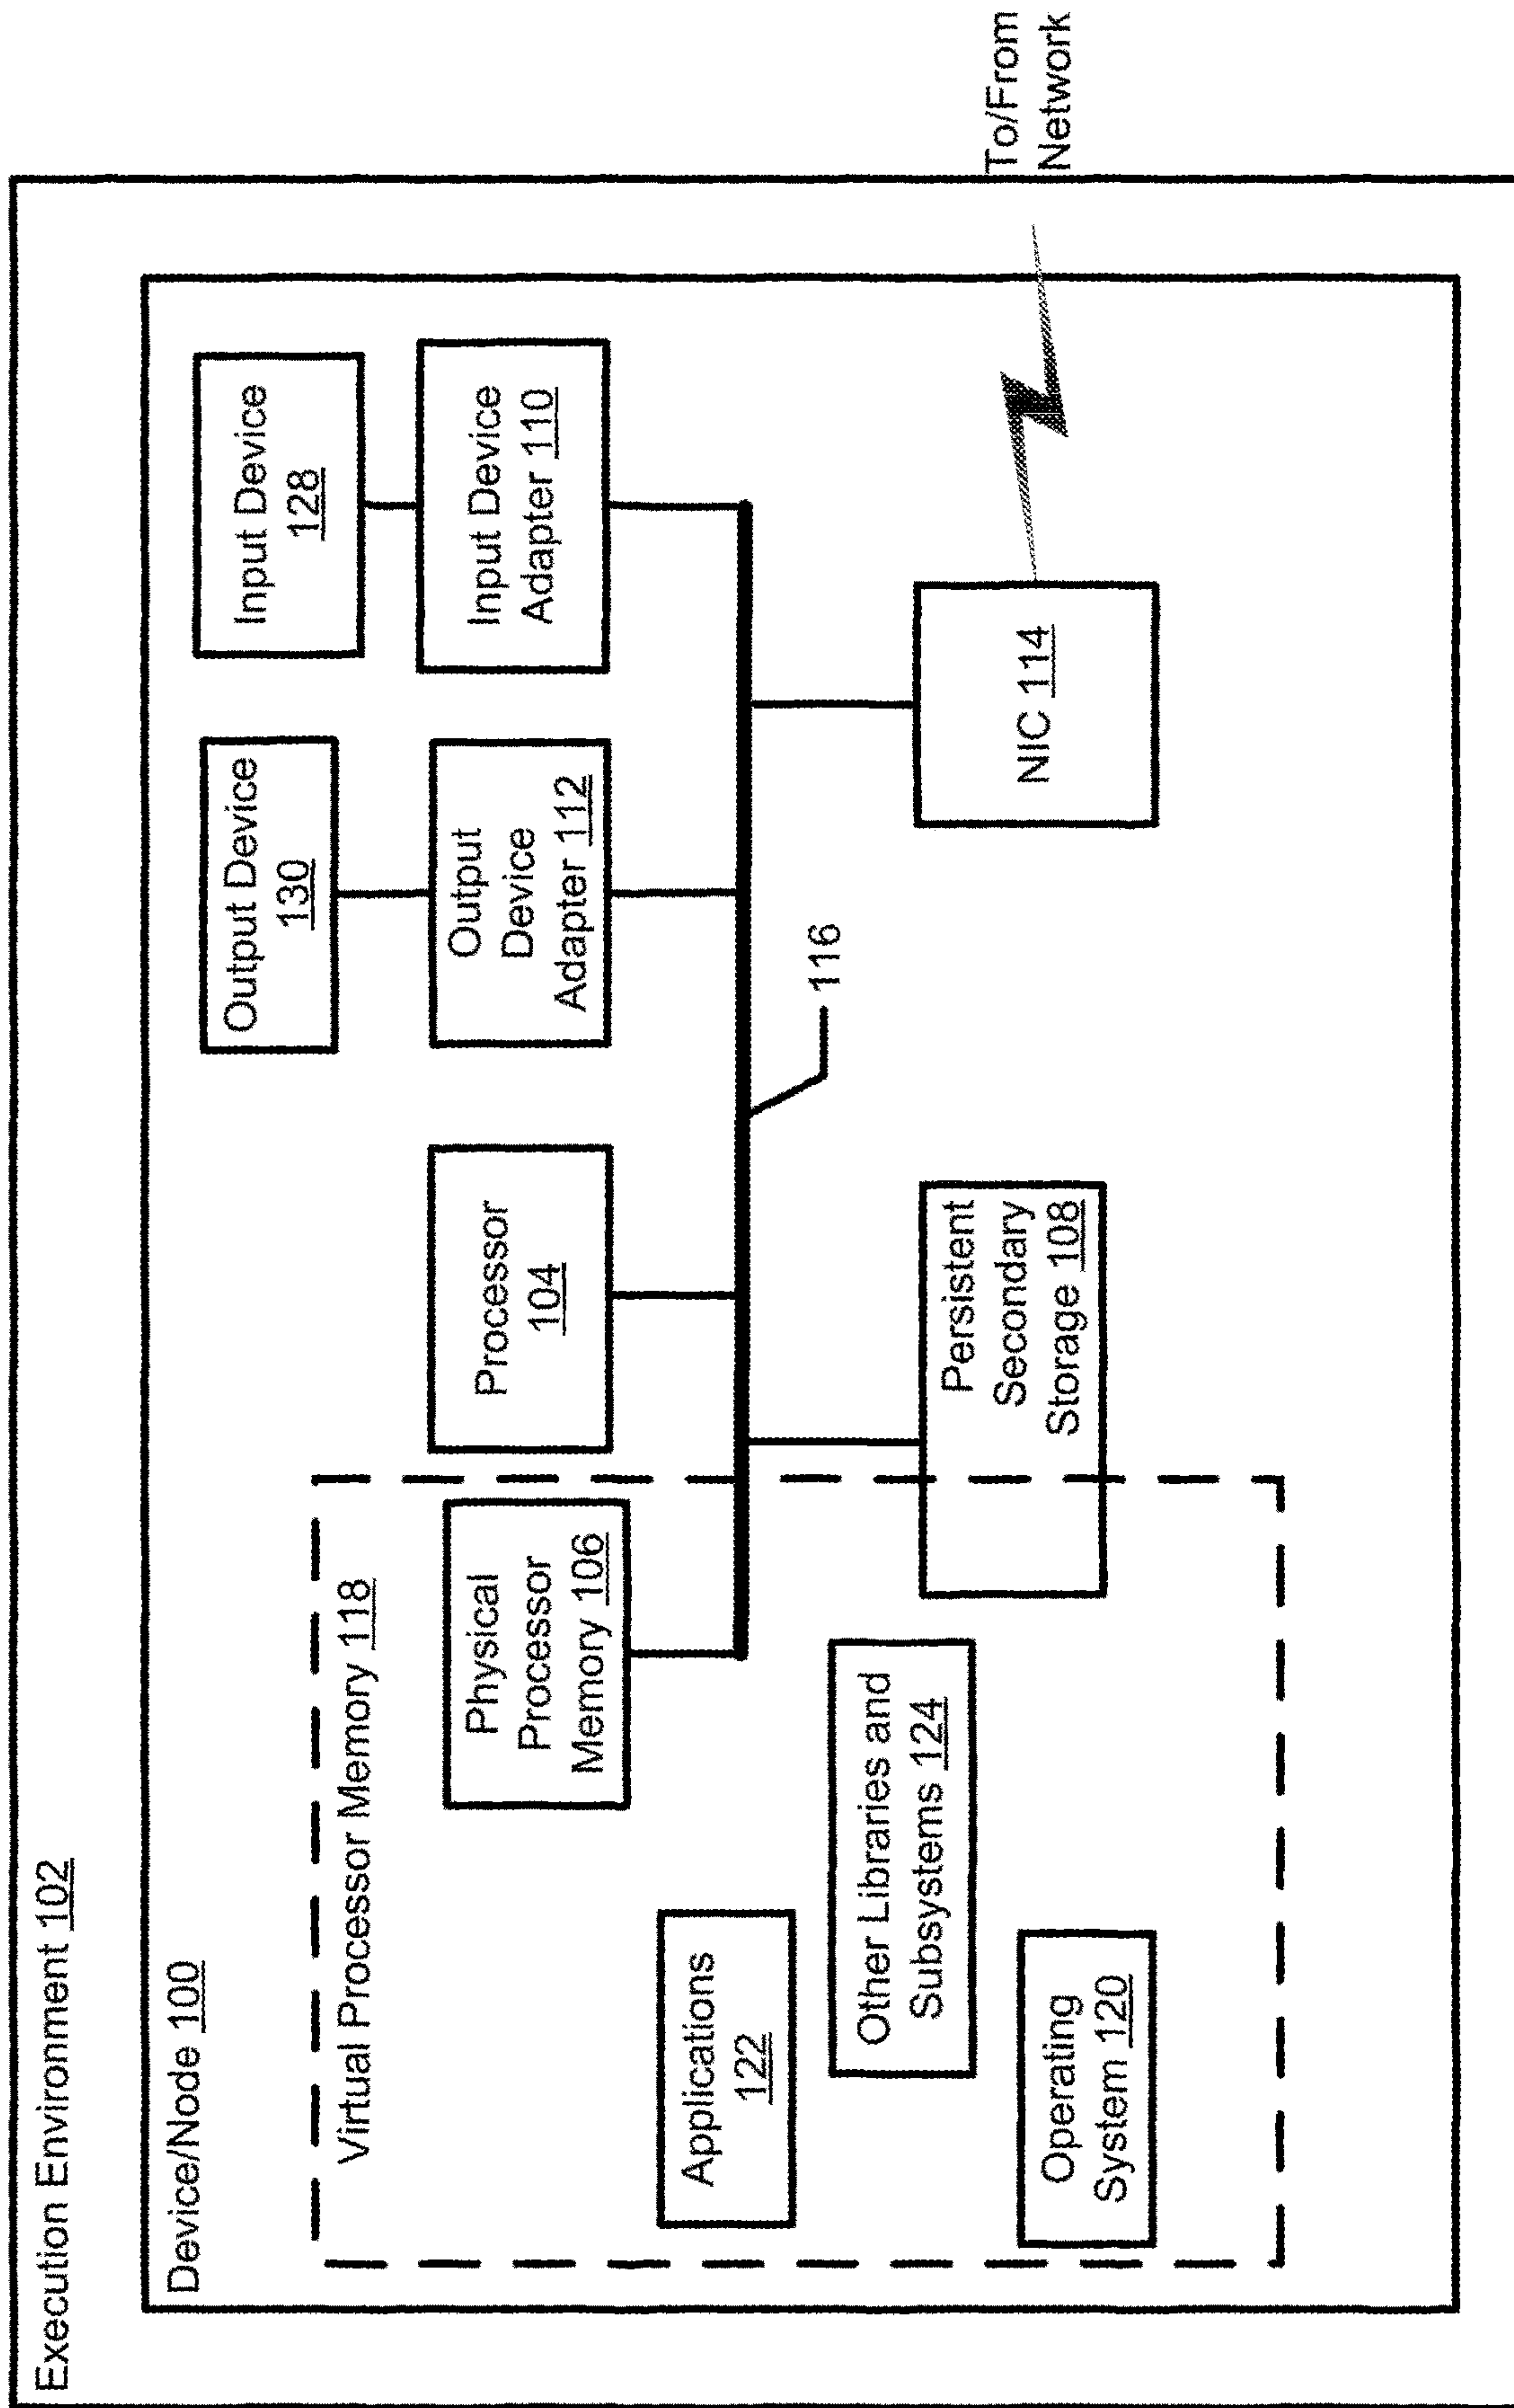 Execution Environment 102
Device/Node 100
Virtual Processor Memory 118
Physical
Processor
Memory 106
Processor
104
Output Device
130
Output
Device
Adapter 112
Input Device
128
Input Device
Adapter 110
Applications
122
Other Libraries and
Subsystems 124
Operating
System 120
Persistent
Secondary
Storage 108
116
NIC 114
To/From
Network